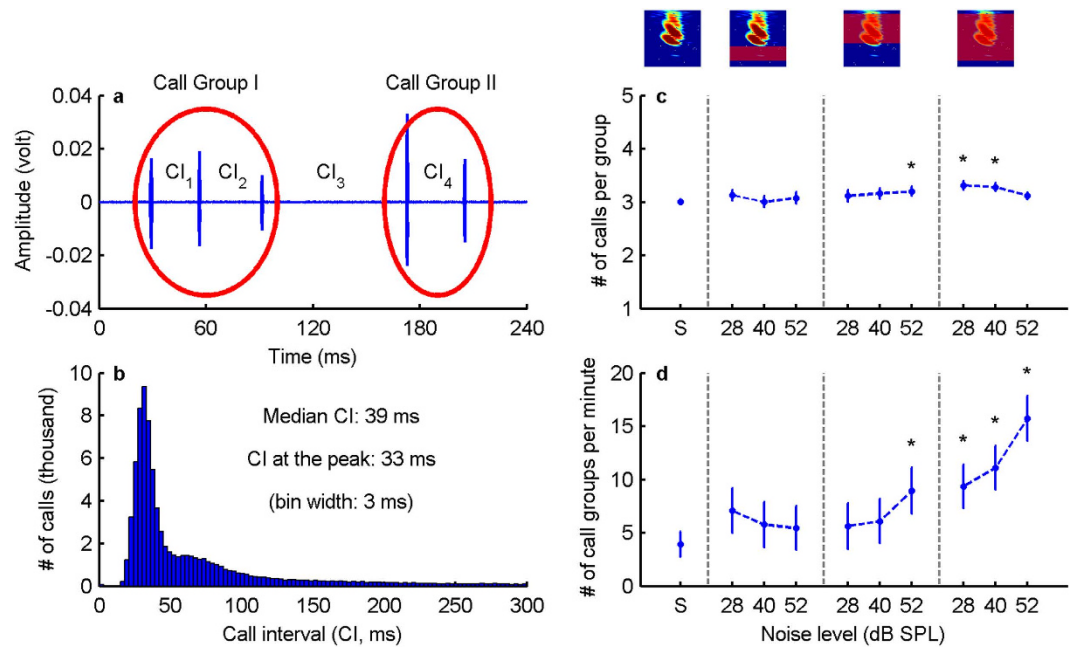 a
Call Group I
Call Group II
CI1
CI2
CI3
CI4
Amplitude (volt)
0.04
0.02
0
-0.02
-0.04
0
60
120
180
240
Time (ms)
b
Median CI: 39 ms
CI at the peak: 33 ms
(bin width: 3 ms)
# of calls (thousand)
10
8
6
4
2
0
0
50
100
150
200
250
300
Call interval (CI, ms)
c
# of calls per group
5
4
3
2
1
*
*
*
S
28
40
52
28
40
52
28
40
52
d
# of call groups per minute
20
15
10
5
0
*
*
*
*
S
28
40
52
28
40
52
28
40
52
Noise level (dB SPL)